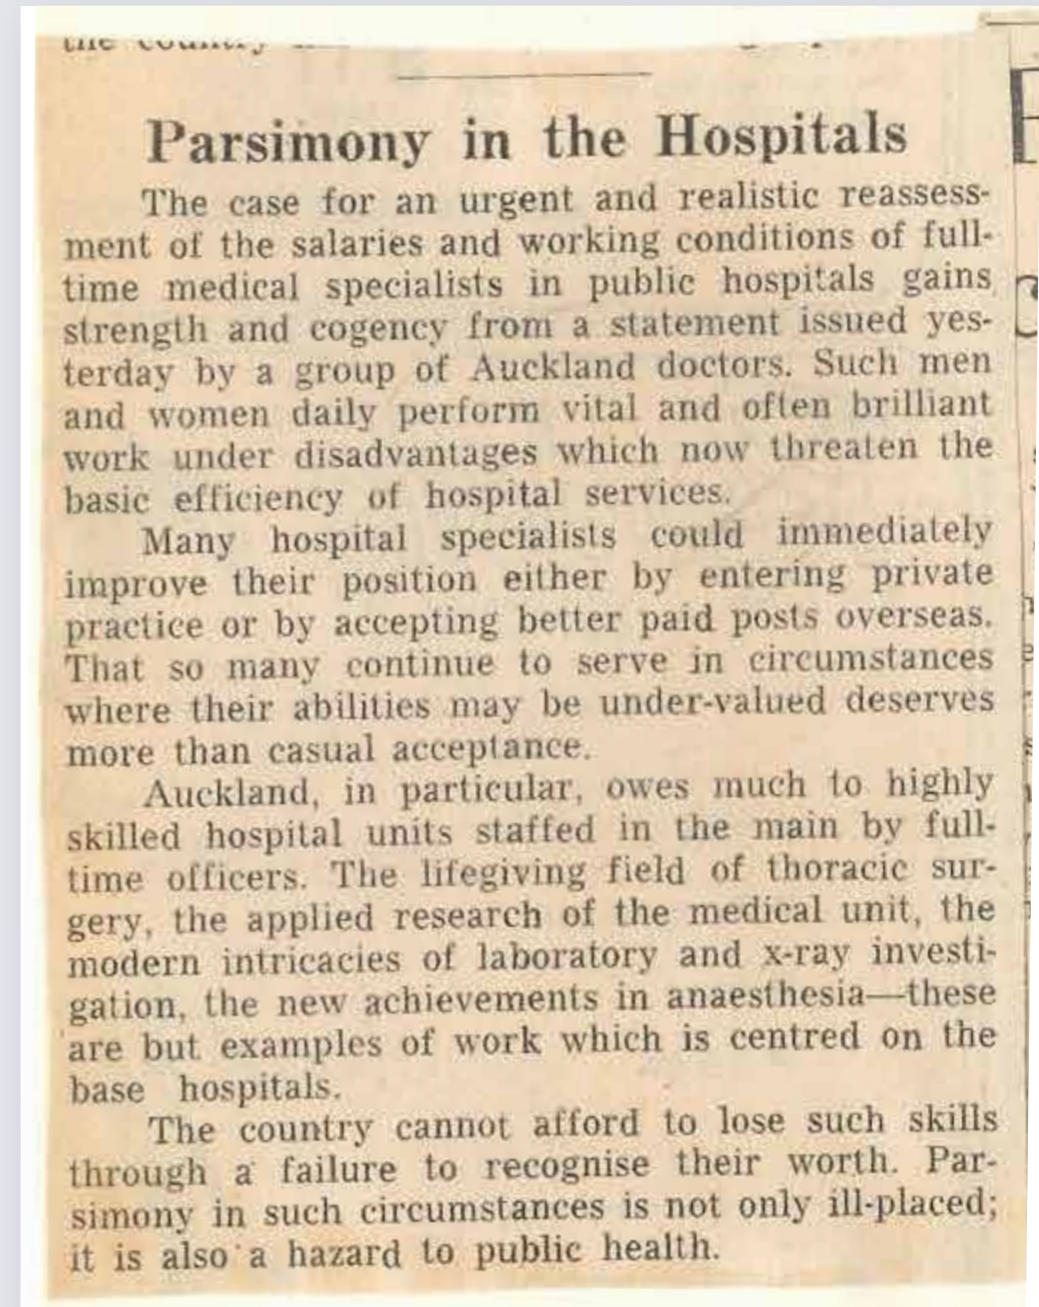 the country
Parsimony in the Hospitals
The case for an urgent and realistic reassess-
ment of the salaries and working conditions of full-
time medical specialists in public hospitals gains
strength and cogency from a statement issued yes-
terday by a group of Auckland doctors. Such men
and women daily perform vital and often brilliant
work under disadvantages which now threaten the
basic efficiency of hospital services.
Many hospital specialists could immediately
improve their position either by entering private
practice or by accepting better paid posts overseas.
That so many continue to serve in circumstances
where their abilities may be under-valued deserves
more than casual acceptance.
Auckland, in particular, owes much to highly
skilled hospital units staffed in the main by full-
time officers. The lifegiving field of thoracic sur-
gery, the applied research of the medical unit, the
modern intricacies of laboratory and x-ray investi-
gation, the new achievements in anaesthesia—these
are but examples of work which is centred on the
base hospitals.
The country cannot afford to lose such skills
through a failure to recognise their worth. Par-
simony in such circumstances is not only ill-placed;
it is also a hazard to public health.